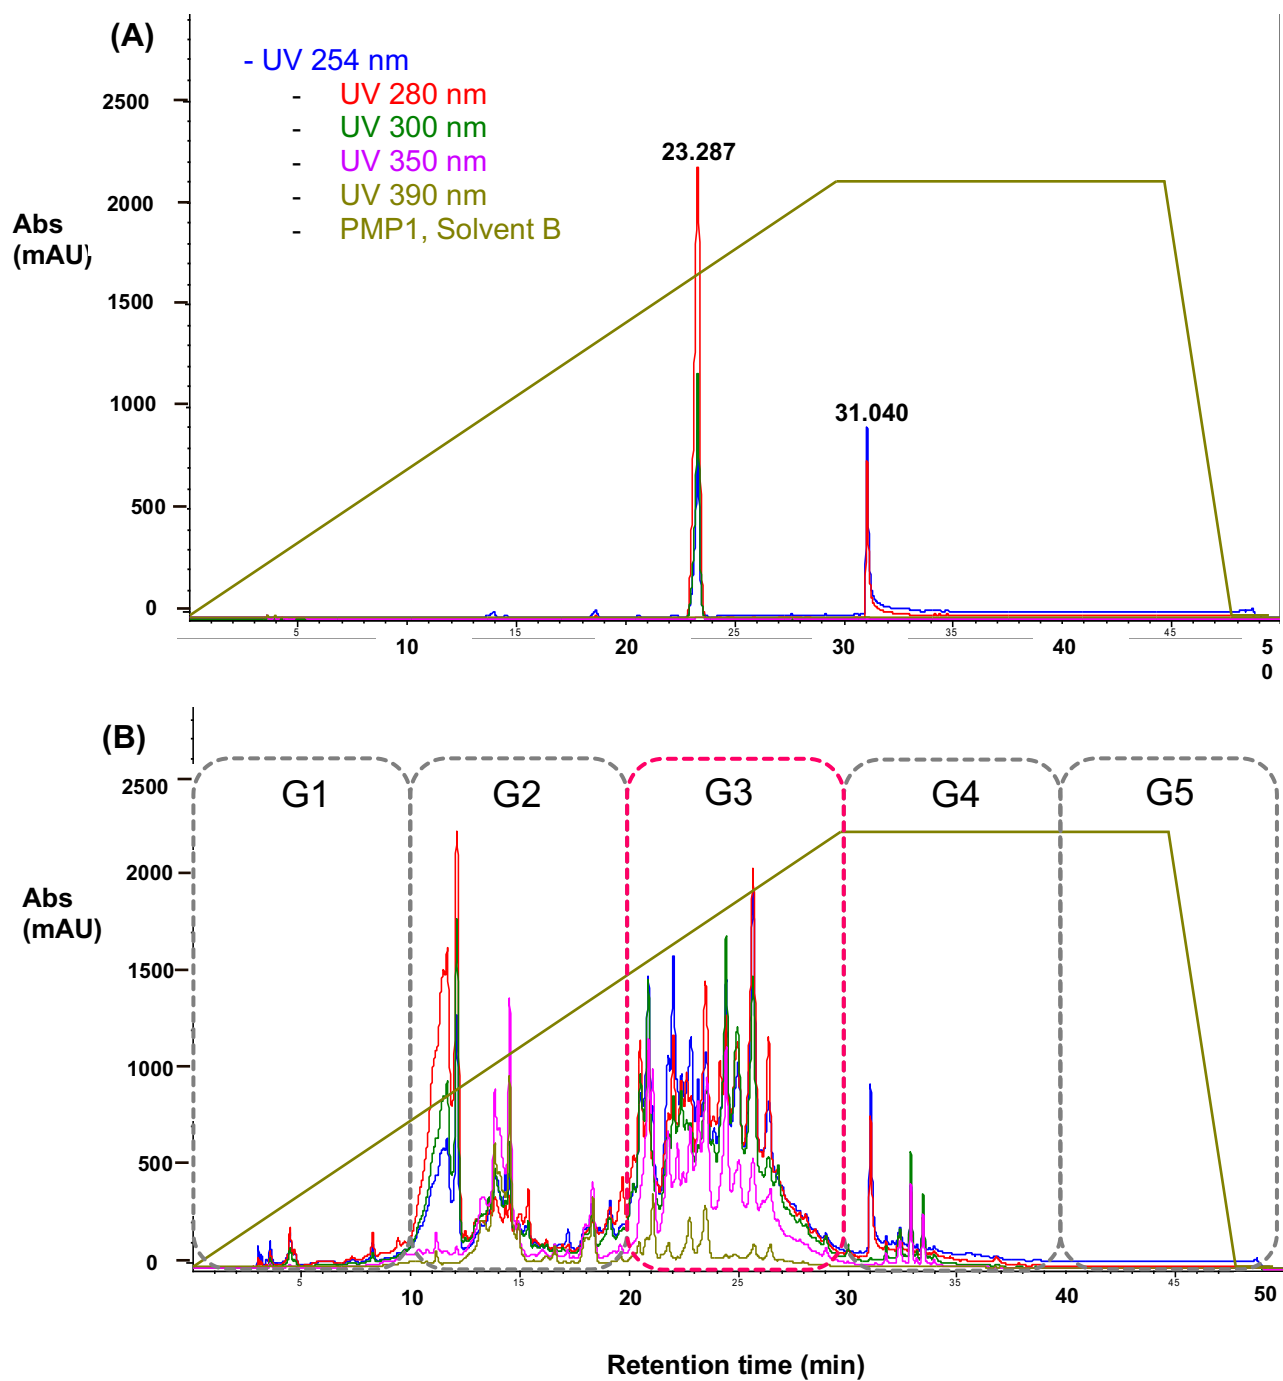 (A)
- UV 254 nm
- UV 280 nm
- UV 300 nm
- UV 350 nm
- UV 390 nm
- PMP1, Solvent B
23.287
31.040
2500
2000
Abs
(mAU)
1500
1000
500
0
5
10
15
20
25
30
35
40
45
5
0
(B)
G1
G2
G3
G4
G5
2500
2000
Abs
(mAU)
1500
1000
500
0
5
10
15
20
25
30
35
40
45
50
Retention time (min)